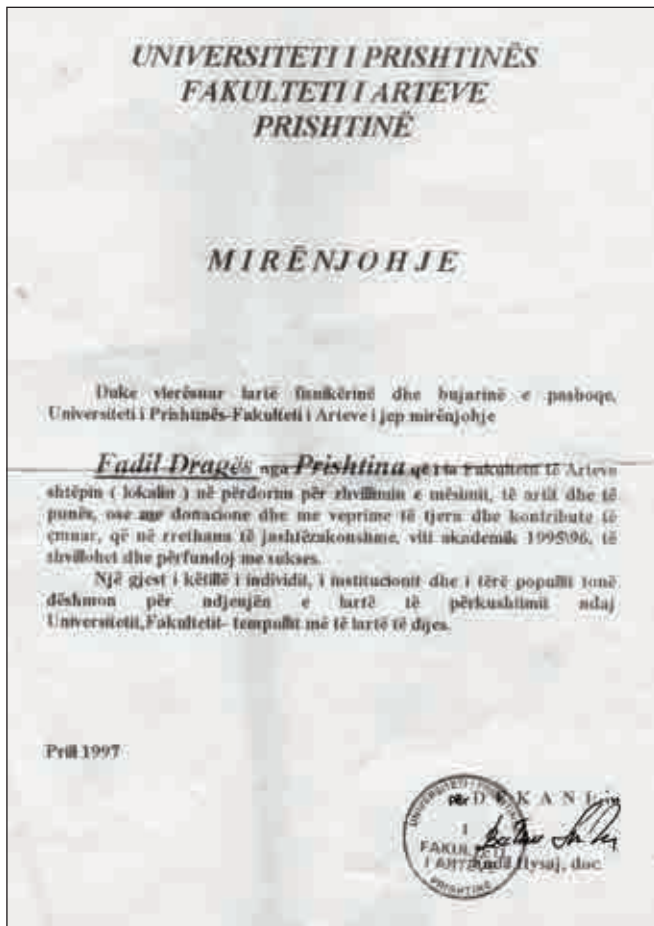 UNIVERSITETI I PRISHTINËS
FAKULTETI I ARTEVE
PRISHTINË
MIRËNJOHJE
Duke vlerësuar lartë fisnikërinë dhe bujarinë e pashoqe,
Universiteti i Prishtinës-Fakulteti i Arteve i jep mirënjohje
Fadil Dragës nga Prishtina që i la Fakultetit të Arteve
shtëpin ( lokalin ) në përdorim për zhvillimin e mësimit, të artit dhe të
punës, ose me donacione dhe me veprime të tjera dhe kontribute të
çmuar, që në rrethana të jashtëzakonshme, viti akademik 1995\96, të
zhvillohet dhe përfundoj me sukses.
Një gjest i këtillë i individit, i institucionit dhe i tërë popullit tonë
dëshmon për ndjenjën e lartë të përkushtimit ndaj
Universitetit,Fakultetit- tempullit më të lartë të dijes.
Prill 1997
për D E K A N I
UNIVERSITETI I PRISHTINËS
FAKULTETI
I ARTEVE
PRISHTINË
Hysaj, doc